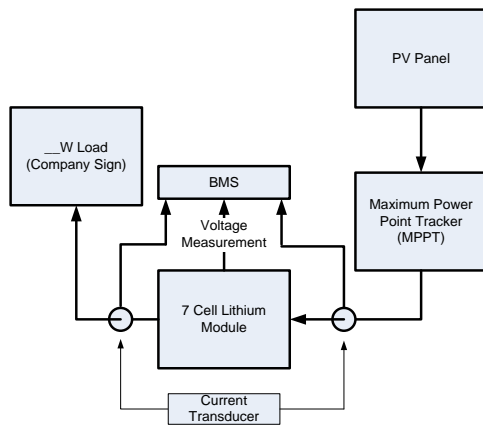 PV Panel
__W Load
(Company Sign)
BMS
Maximum Power
Point Tracker
(MPPT)
Voltage
Measurement
7 Cell Lithium
Module
Current
Transducer